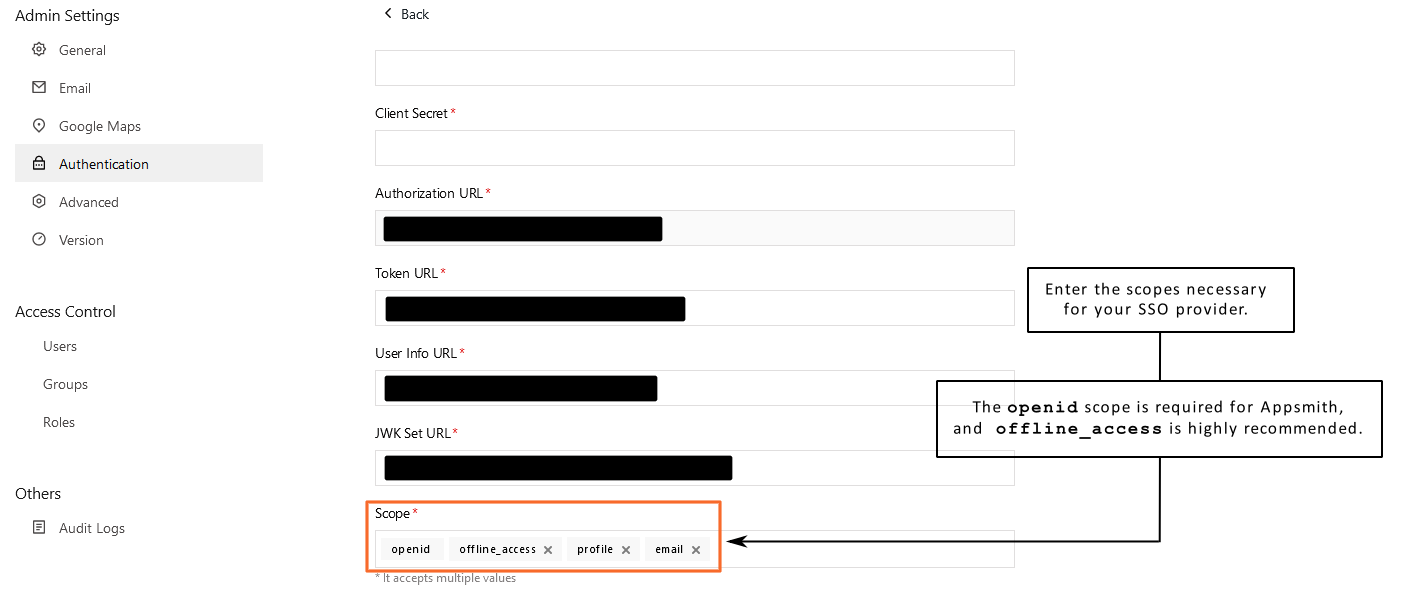 Admin Settings
General
Email
Google Maps
Authentication
Advanced
Version
Access Control
Users
Groups
Roles
Others
Audit Logs
Back
Client Secret *
Authorization URL *
Token URL *
User Info URL *
JWK Set URL *
Scope *
openid offline_access profile email
* It accepts multiple values
Enter the scopes necessary
for your SSO provider.
The openid scope is required for Appsmith,
and offline_access is highly recommended.